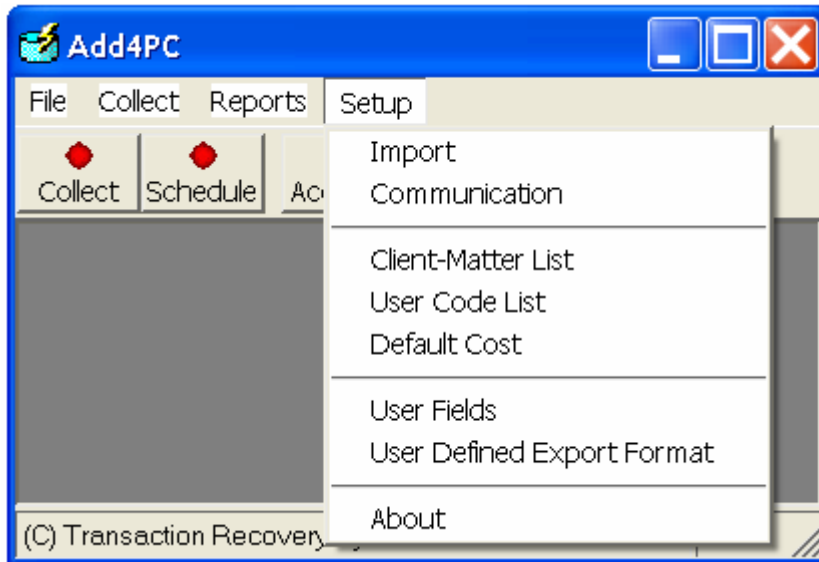 Add4PC
File Collect Reports Setup
Import
Communication
Collect Schedule
Client-Matter List
User Code List
Default Cost
User Fields
User Defined Export Format
About
(C) Transaction Recovery